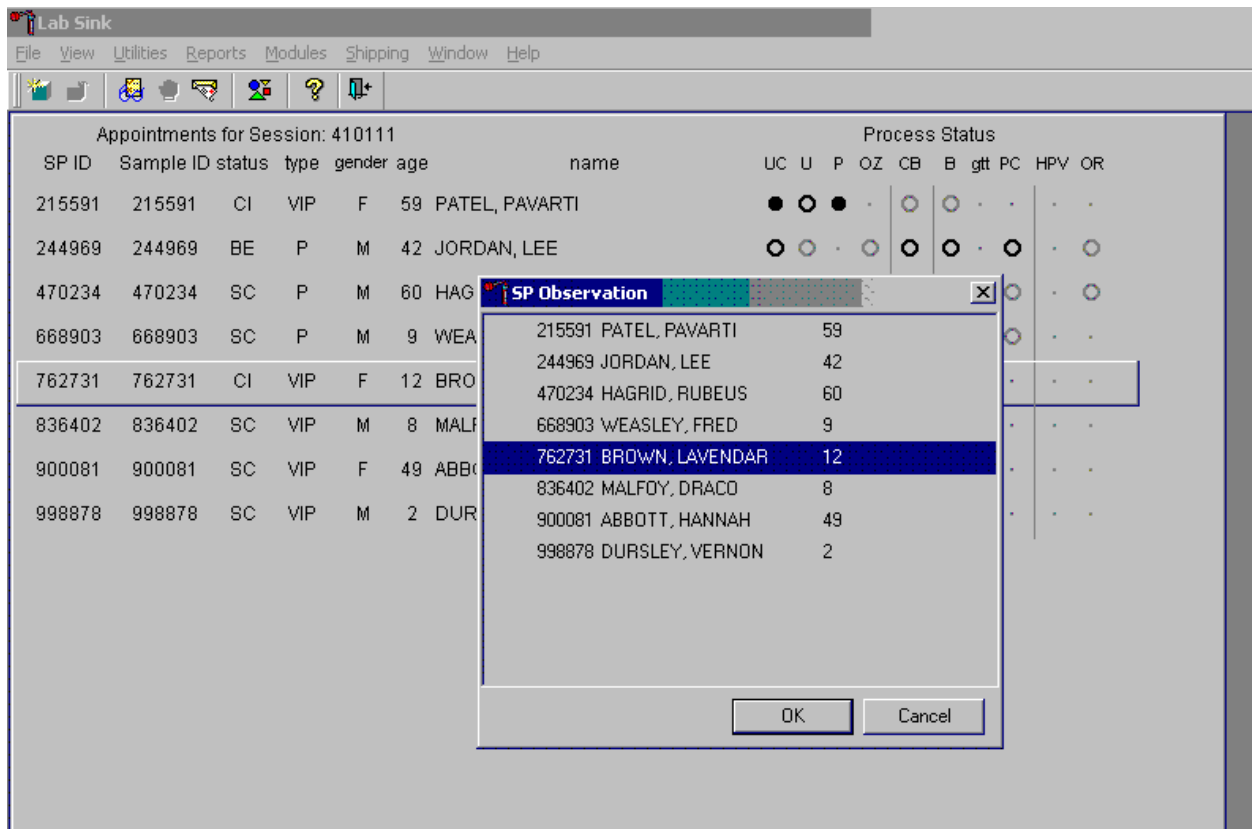 Lab Sink
File View Utilities Reports Modules Shipping Window Help
Appointments for Session: 410111 Process Status
SP ID Sample ID status type gender age name UC U P OZ CB B gtt PC HPV OR
215591 215591 CI VIP F 59 PATEL, PAVARTI
244969 244969 BE P M 42 JORDAN, LEE
470234 470234 SC P M 60 HAG
668903 668903 SC P M 9 WEA
762731 762731 CI VIP F 12 BRO
836402 836402 SC VIP M 8 MALF
900081 900081 SC VIP F 49 ABBO
998878 998878 SC VIP M 2 DUR
SP Observation
215591 PATEL, PAVARTI 59
244969 JORDAN, LEE 42
470234 HAGRID, RUBEUS 60
668903 WEASLEY, FRED 9
762731 BROWN, LAVENDAR 12
836402 MALFOY, DRACO 8
900081 ABBOTT, HANNAH 49
998878 DURSLEY, VERNON 2
OK Cancel